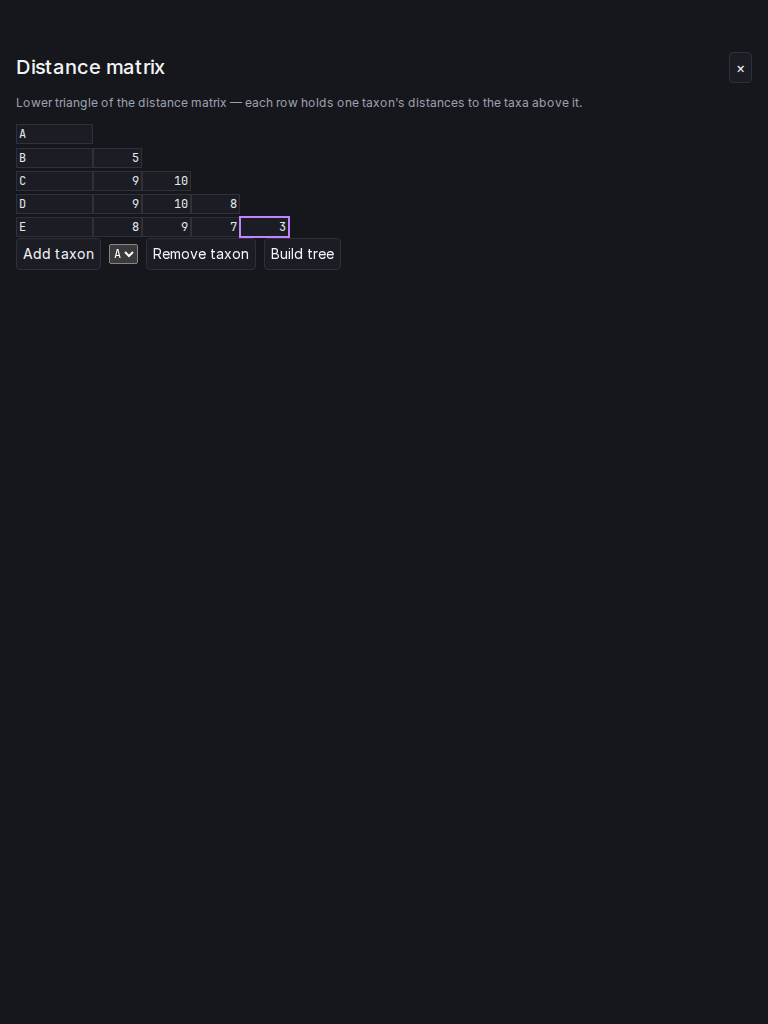 Distance matrix ×
Lower triangle of the distance matrix — each row holds one taxon's distances to the taxa above it.
A
B 5
C 9 10
D 9 10 8
E 8 9 7 3
Add taxon A Remove taxon Build tree